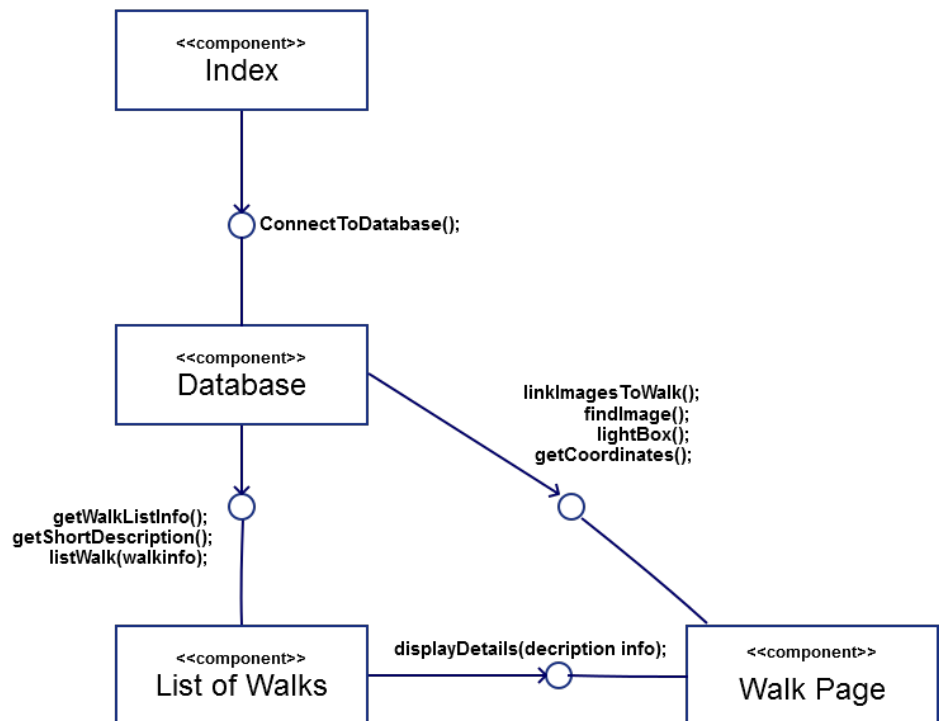 <<component>>
Index
ConnectToDatabase();
<<component>>
Database
linkImagesToWalk();
findImage();
lightBox();
getCoordinates();
getWalkListInfo();
getShortDescription();
listWalk(walkinfo);
<<component>>
List of Walks
displayDetails(decription info);
<<component>>
Walk Page